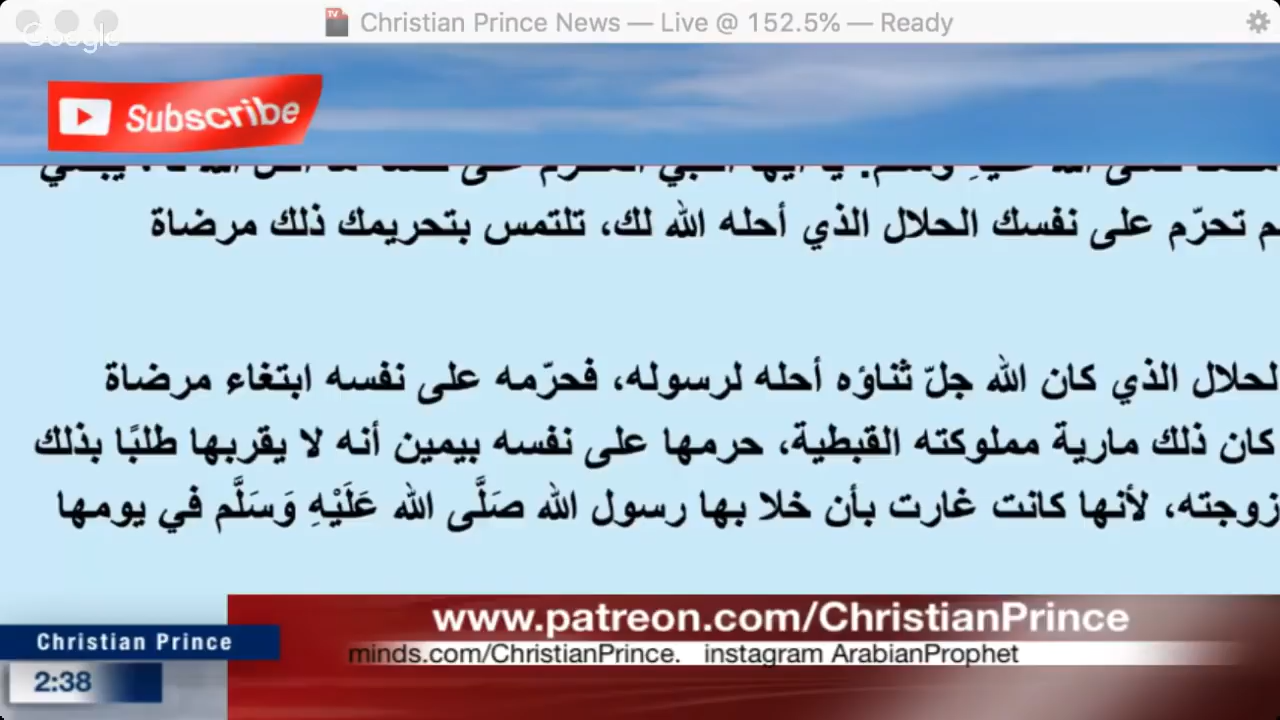 Christian Prince News — Live @ 152.5% — Ready
Google
Subscribe
م تحرّم على نفسك الحلال الذي أحله الله لك، تلتمس بتحريمك ذلك مرضاة
لحلال الذي كان الله جلّ ثناؤه أحله لرسوله، فحرّمه على نفسه ابتغاء مرضاة
كان ذلك مارية مملوكته القبطية، حرمها على نفسه بيمين أنه لا يقربها طلبًا بذلك
زوجته، لأنها كانت غارت بأن خلا بها رسول الله صَلَّى الله عَلَيْهِ وَسَلَّم في يومها
www.patreon.com/ChristianPrince
Christian Prince
minds.com/ChristianPrince. instagram ArabianProphet
2:38